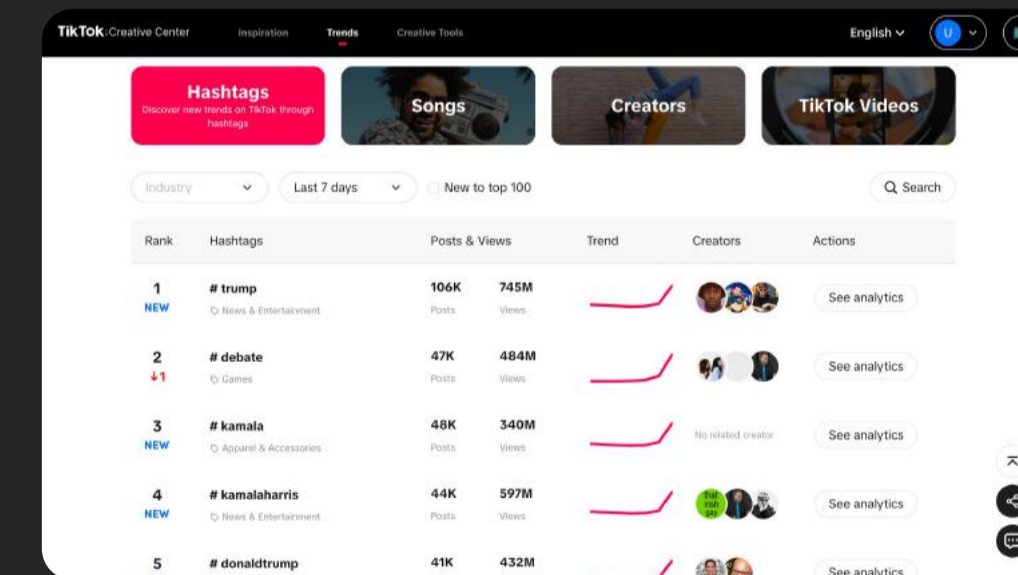 TikTok: Creative Center Inspiration Trends Creative Tools English U
Hashtags
Discover new trends on TikTok through
hashtags
Songs
Creators
TikTok Videos
Industry Last 7 days New to top 100 Search
Rank Hashtags Posts & Views Trend Creators Actions
1 # trump 106K 745M See analytics
NEW News & Entertainment Posts Views
2 # debate 47K 484M See analytics
1 Games Posts Views
3 # kamala 48K 340M No related creator See analytics
NEW Apparel & Accessories Posts Views
4 # kamalaharris 44K 597M that irish gay See analytics
NEW News & Entertainment Posts Views
5 # donaldtrump 41K 432M See analytics